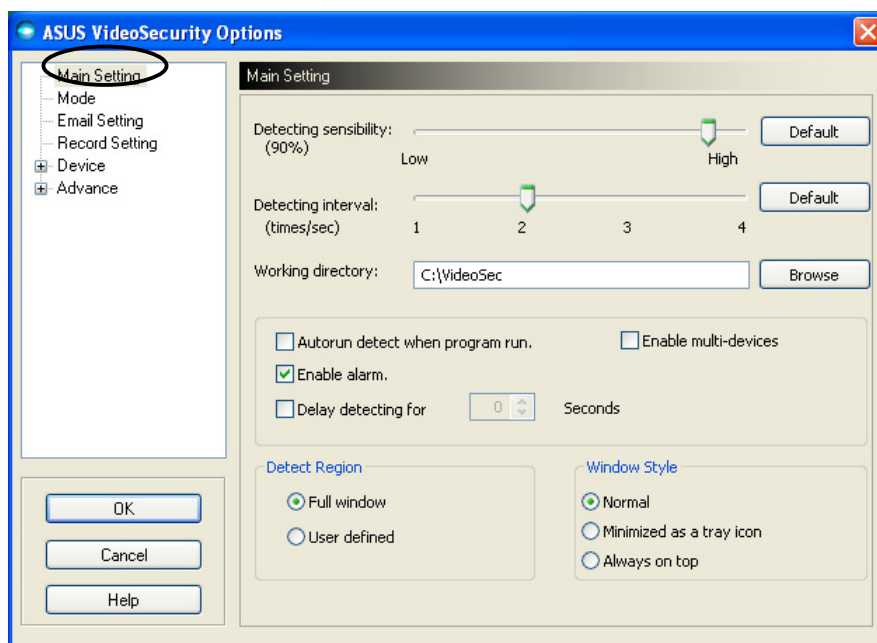 ASUS VideoSecurity Options
Main Setting
Mode
Email Setting
Record Setting
Device
Advance
OK
Cancel
Help
Main Setting
Detecting sensibility:
(90%)
Low
High
Default
Detecting interval:
(times/sec)
1 2 3 4
Default
Working directory:
C:\VideoSec
Browse
Autorun detect when program run.
Enable multi-devices
Enable alarm.
Delay detecting for 0 Seconds
Detect Region
Full window
User defined
Window Style
Normal
Minimized as a tray icon
Always on top